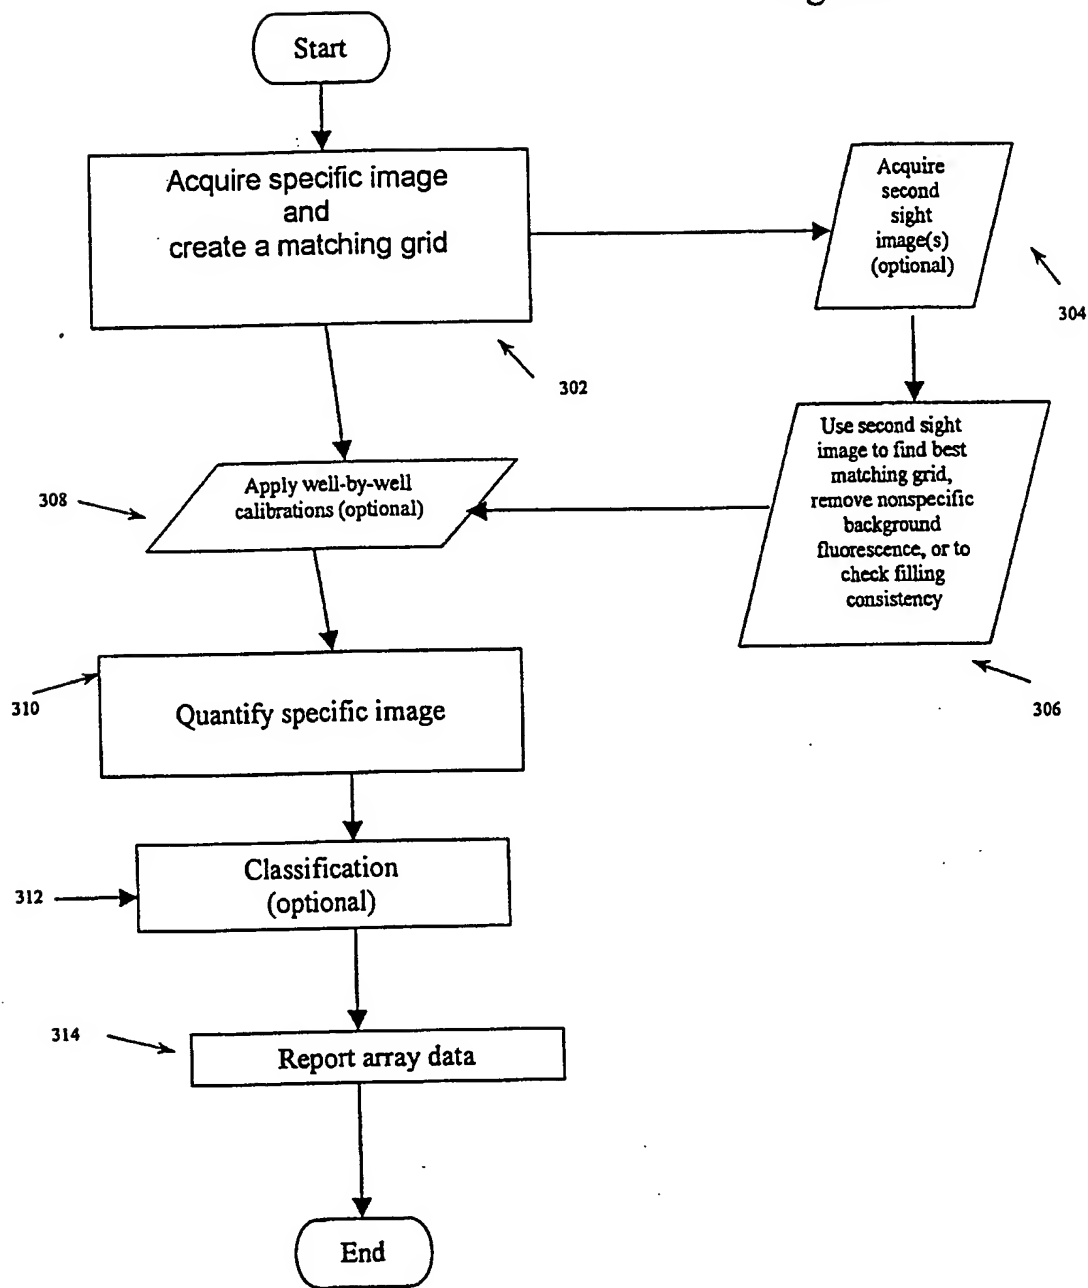 Start
Acquire specific image
and
create a matching grid
302
Acquire
second
sight
image(s)
(optional)
304
Use second sight
image to find best
matching grid,
remove nonspecific
background
fluorescence, or to
check filling
consistency
306
308
Apply well-by-well
calibrations (optional)
310
Quantify specific image
312
Classification
(optional)
314
Report array data
End